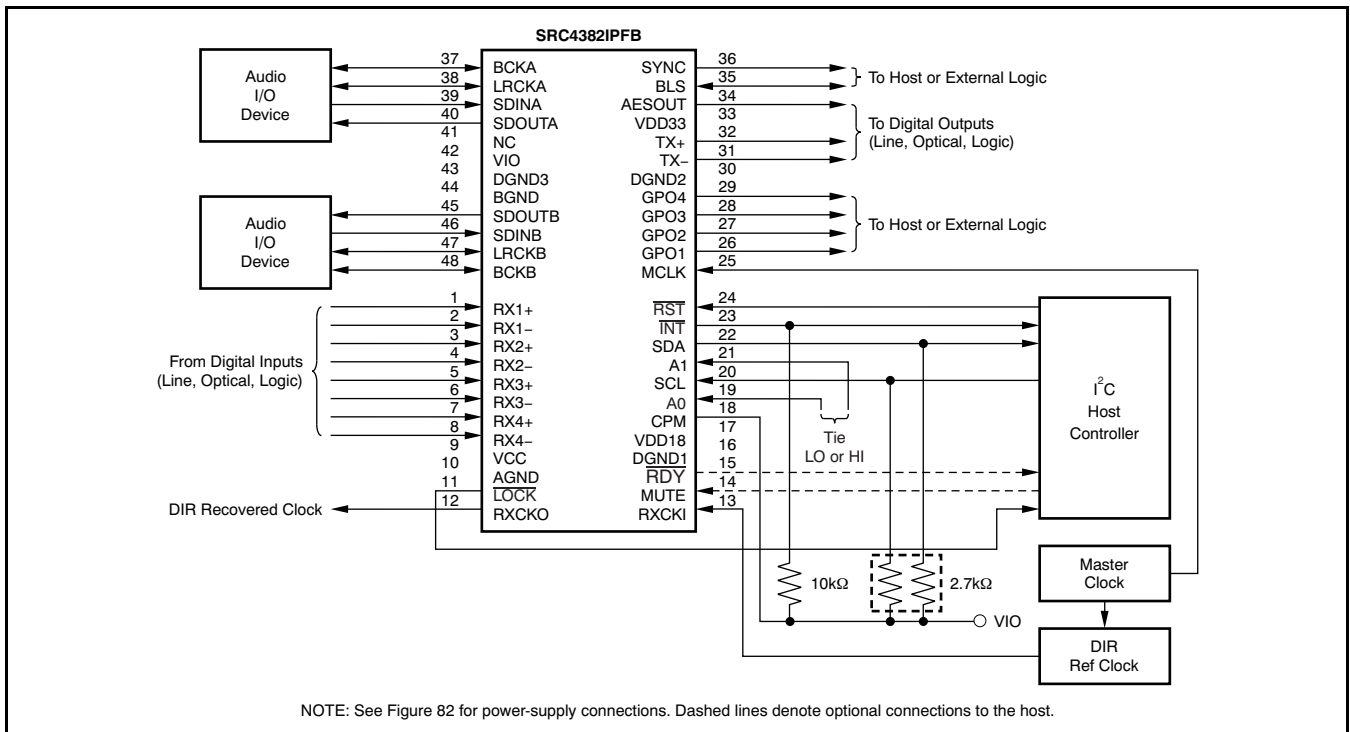 SRC4382IPFB
Audio
I/O
Device
37
38
39
40
41
42
43
44
45
46
47
48
Audio
I/O
Device
1
2
3
4
5
6
7
8
9
10
11
12
From Digital Inputs
(Line, Optical, Logic)
DIR Recovered Clock
BCKA
LRCKA
SDINA
SDOUTA
NC
VIO
DGND3
BGND
SDOUTB
SDINB
LRCKB
BCKB
RX1+
RX1−
RX2+
RX2−
RX3+
RX3−
RX4+
RX4−
VCC
AGND
LOCK
RXCKO
SYNC
BLS
AESOUT
VDD33
TX+
TX−
DGND2
GPO4
GPO3
GPO2
GPO1
MCLK
RST
INT
SDA
A1
SCL
A0
CPM
VDD18
DGND1
RDY
MUTE
RXCKI
36
35
34
33
32
31
30
29
28
27
26
25
24
23
22
21
20
19
18
17
16
15
14
13
To Host or External Logic
To Digital Outputs
(Line, Optical, Logic)
To Host or External Logic
Tie
LO or HI
I²C
Host
Controller
10kΩ
2.7kΩ
VIO
Master
Clock
DIR
Ref Clock
NOTE: See Figure 82 for power-supply connections. Dashed lines denote optional connections to the host.